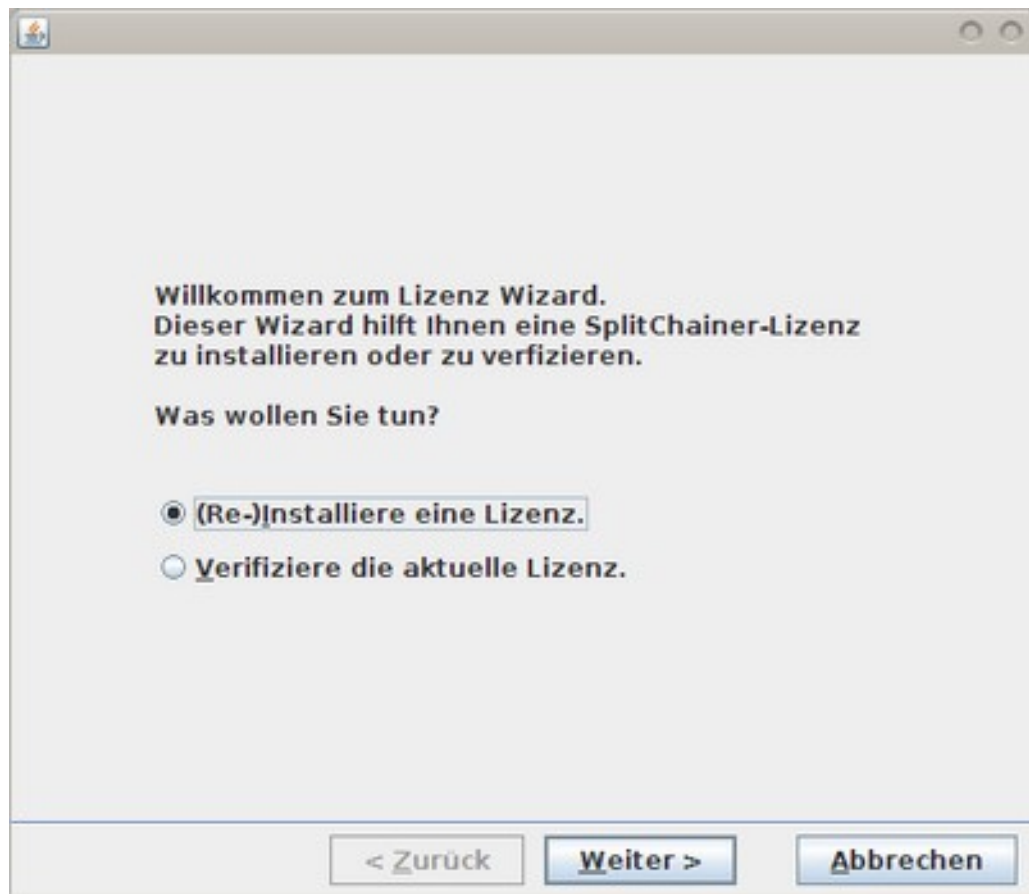 Willkommen zum Lizenz Wizard.
Dieser Wizard hilft Ihnen eine SplitChainer-Lizenz
zu installieren oder zu verfizieren.
Was wollen Sie tun?
(Re-)Installiere eine Lizenz.
Verifiziere die aktuelle Lizenz.
< Zurück Weiter > Abbrechen